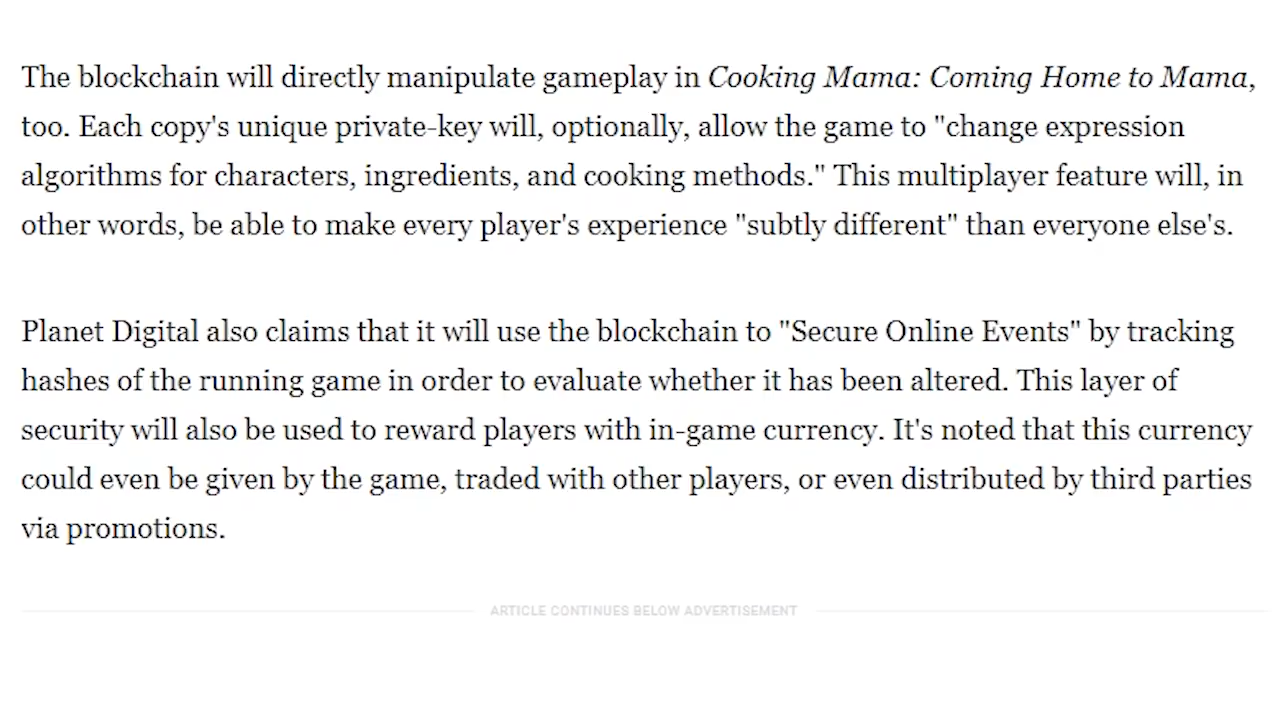 The blockchain will directly manipulate gameplay in Cooking Mama: Coming Home to Mama,
too. Each copy's unique private-key will, optionally, allow the game to "change expression
algorithms for characters, ingredients, and cooking methods." This multiplayer feature will, in
other words, be able to make every player's experience "subtly different" than everyone else's.
Planet Digital also claims that it will use the blockchain to "Secure Online Events" by tracking
hashes of the running game in order to evaluate whether it has been altered. This layer of
security will also be used to reward players with in-game currency. It's noted that this currency
could even be given by the game, traded with other players, or even distributed by third parties
via promotions.
ARTICLE CONTINUES BELOW ADVERTISEMENT